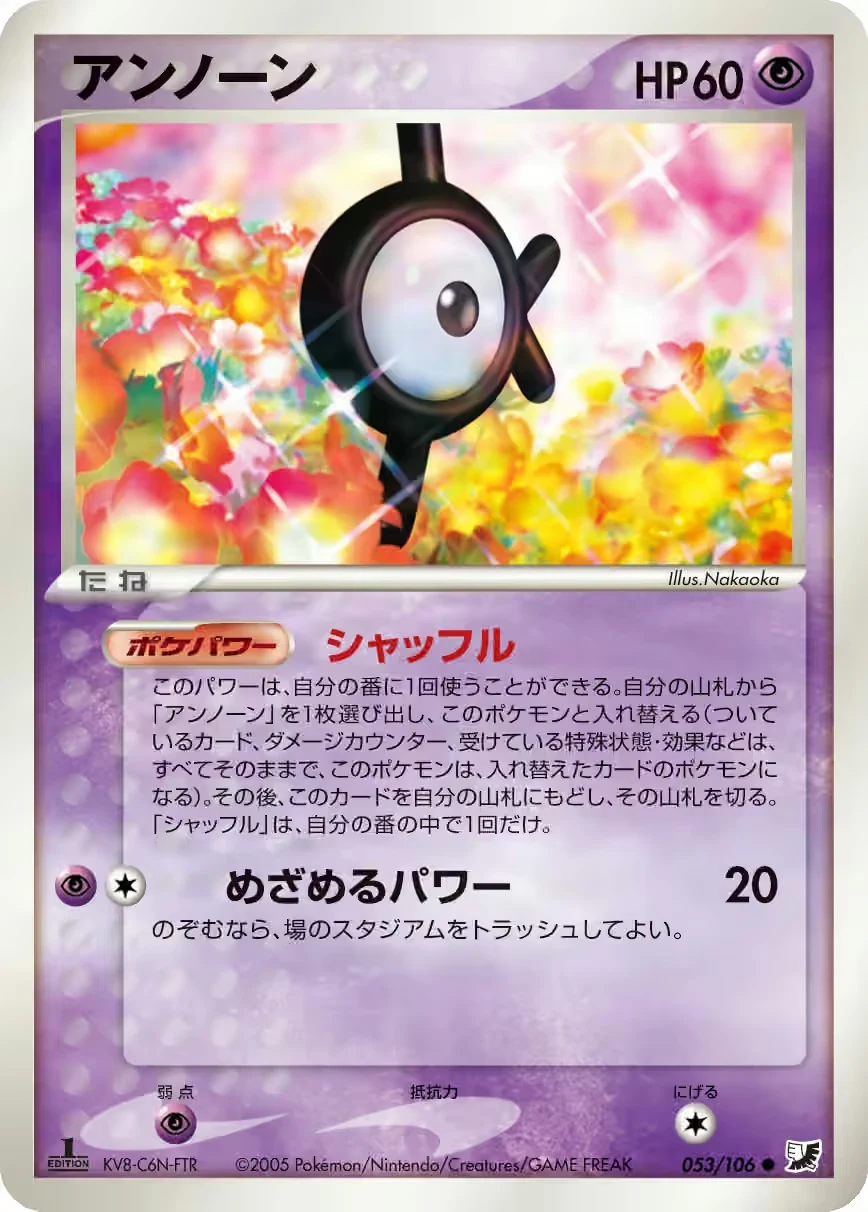 アンノーン
HP60
たね
Illus.Nakaoka
ポケパワー シャッフル
このパワーは、自分の番に1回使うことができる。自分の山札から
「アンノーン」を1枚選び出し、このポケモンと入れ替える(ついて
いるカード、ダメージカウンター、受けている特殊状態・効果などは、
すべてそのままで、このポケモンは、入れ替えたカードのポケモンに
なる)。その後、このカードを自分の山札にもどし、その山札を切る。
「シャッフル」は、自分の番の中で1回だけ。
めざめるパワー 20
のぞむなら、場のスタジアムをトラッシュしてよい。
弱点 抵抗力 にげる
1
EDITION KV8-C6N-FTR ©2005 Pokémon/Nintendo/Creatures/GAME FREAK 053/106